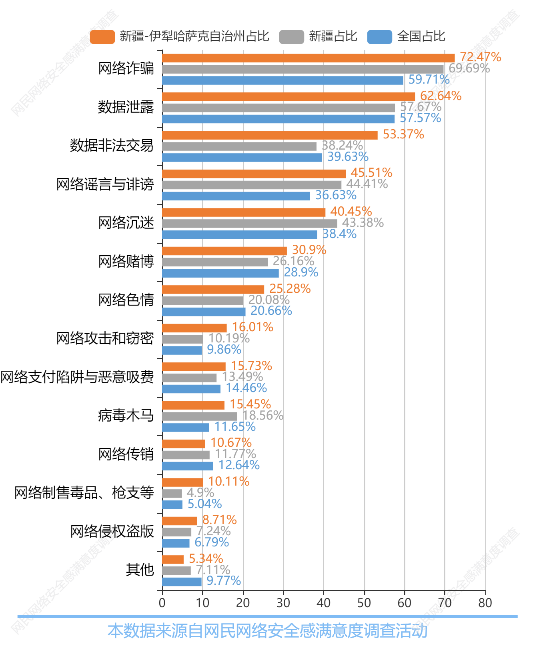 新疆-伊犁哈萨克自治州占比 新疆占比 全国占比
网络诈骗 72.47% 69.69% 59.71%
数据泄露 62.64% 57.67% 57.57%
数据非法交易 53.37% 38.24% 39.63%
网络谣言与诽谤 45.51% 44.41% 36.63%
网络沉迷 40.45% 43.38% 38.4%
网络赌博 30.9% 26.16% 28.9%
网络色情 25.28% 20.08% 20.66%
网络攻击和窃密 16.01% 10.19% 9.86%
网络支付陷阱与恶意吸费 15.73% 13.49% 14.46%
病毒木马 15.45% 18.56% 11.65%
网络传销 10.67% 11.77% 12.64%
网络制售毒品、枪支等 10.11% 4.9% 5.04%
网络侵权盗版 8.71% 7.24% 6.79%
其他 5.34% 7.11% 9.77%
0 10 20 30 40 50 60 70 80
本数据来源自网民网络安全感满意度调查活动